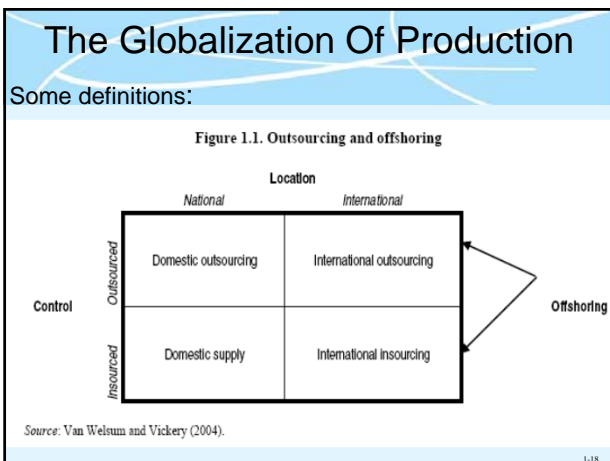 The Globalization Of Production
Some definitions:
Figure 1.1. Outsourcing and offshoring
Location
National International
Outsourced
Domestic outsourcing International outsourcing
Control Offshoring
Insourced
Domestic supply International insourcing
Source: Van Welsum and Vickery (2004).
1-18